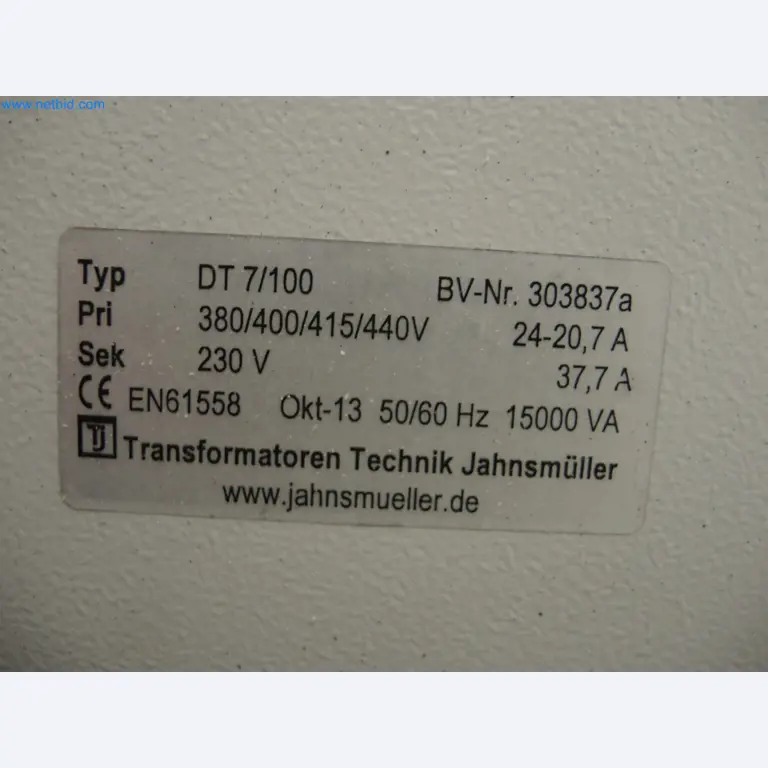 www.netbid.com
Typ DT 7/100 BV-Nr. 303837a
Pri 380/400/415/440V 24-20,7 A
Sek 230 V 37,7 A
CE EN61558 Okt-13 50/60 Hz 15000 VA
TJ Transformatoren Technik Jahnsmüller
www.jahnsmueller.de